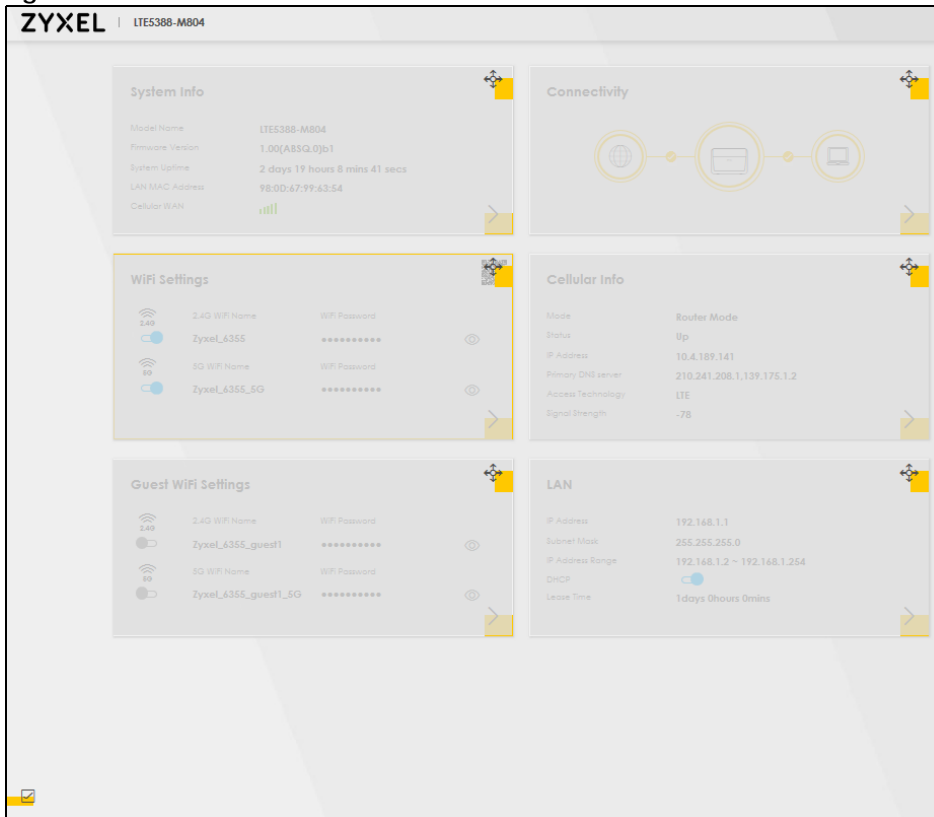 ZYXEL | LTE5388-M804
System Info
Model Name LTE5388-M804
Firmware Version 1.00(ABSQ.0)b1
System Uptime 2 days 19 hours 8 mins 41 secs
LAN MAC Address 98:0D:67:99:63:54
Cellular WAN
Connectivity
WiFi Settings
2.4G 2.4G WiFi Name WiFi Password
Zyxel_6355 ●●●●●●●●●●
5G 5G WiFi Name WiFi Password
Zyxel_6355_5G ●●●●●●●●●●
Cellular Info
Mode Router Mode
Status Up
IP Address 10.4.189.141
Primary DNS server 210.241.208.1,139.175.1.2
Access Technology LTE
Signal Strength -78
Guest WiFi Settings
2.4G 2.4G WiFi Name WiFi Password
Zyxel_6355_guest1 ●●●●●●●●●●
5G 5G WiFi Name WiFi Password
Zyxel_6355_guest1_5G ●●●●●●●●●●
LAN
IP Address 192.168.1.1
Subnet Mask 255.255.255.0
IP Address Range 192.168.1.2 ~ 192.168.1.254
DHCP
Lease Time 1days 0hours 0mins